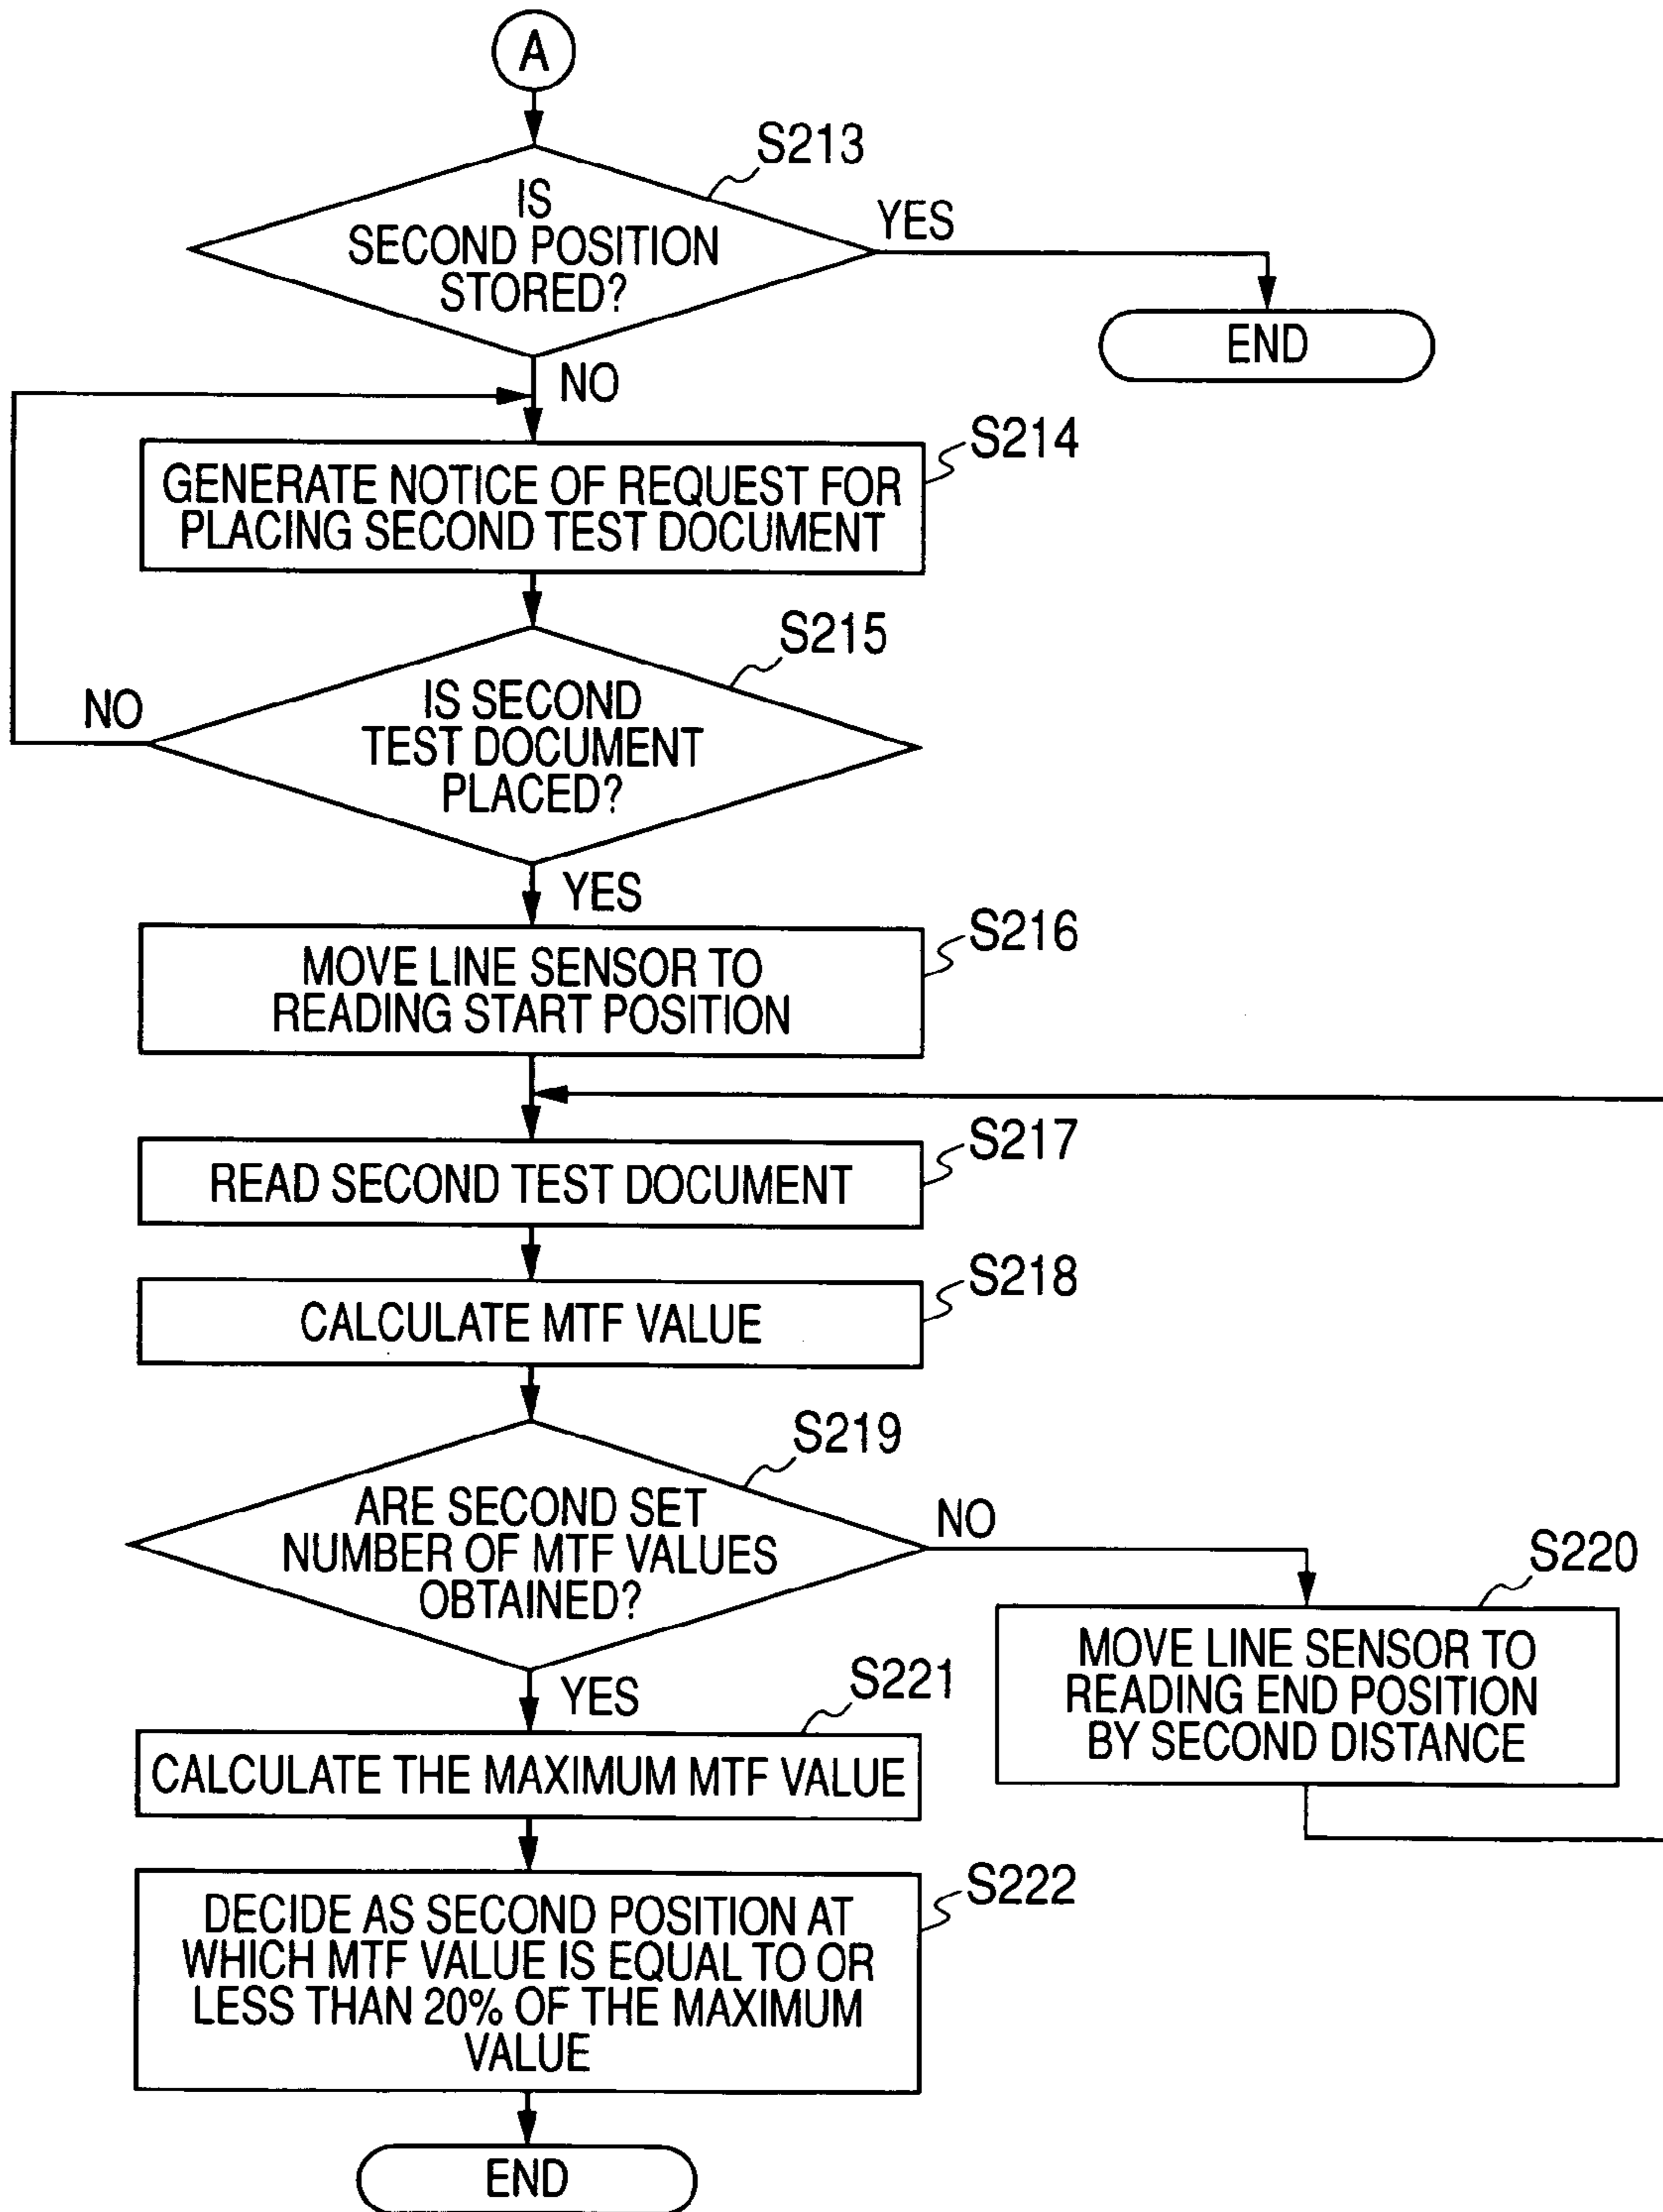 A
S213
IS
SECOND POSITION
STORED?
YES
END
NO
S214
GENERATE NOTICE OF REQUEST FOR
PLACING SECOND TEST DOCUMENT
S215
IS SECOND
TEST DOCUMENT
PLACED?
NO
YES
S216
MOVE LINE SENSOR TO
READING START POSITION
S217
READ SECOND TEST DOCUMENT
S218
CALCULATE MTF VALUE
S219
ARE SECOND SET
NUMBER OF MTF VALUES
OBTAINED?
NO
S220
MOVE LINE SENSOR TO
READING END POSITION
BY SECOND DISTANCE
YES
S221
CALCULATE THE MAXIMUM MTF VALUE
S222
DECIDE AS SECOND POSITION AT
WHICH MTF VALUE IS EQUAL TO OR
LESS THAN 20% OF THE MAXIMUM
VALUE
END